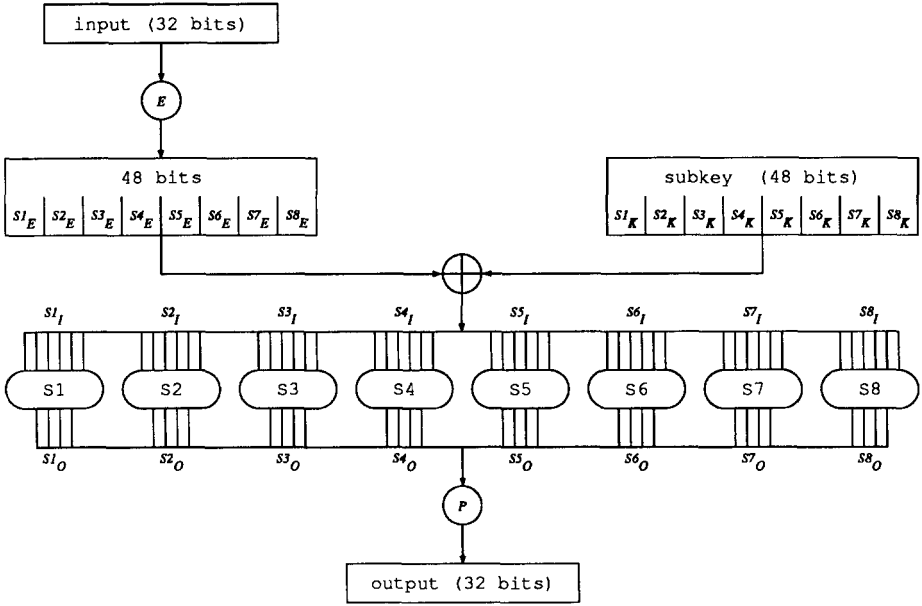 input (32 bits)
E
48 bits
subkey (48 bits)
S1E S2E S3E S4E S5E S6E S7E S8E
S1K S2K S3K S4K S5K S6K S7K S8K
S1I S2I S3I S4I S5I S6I S7I S8I
S1 S2 S3 S4 S5 S6 S7 S8
S1O S2O S3O S4O S5O S6O S7O S8O
P
output (32 bits)